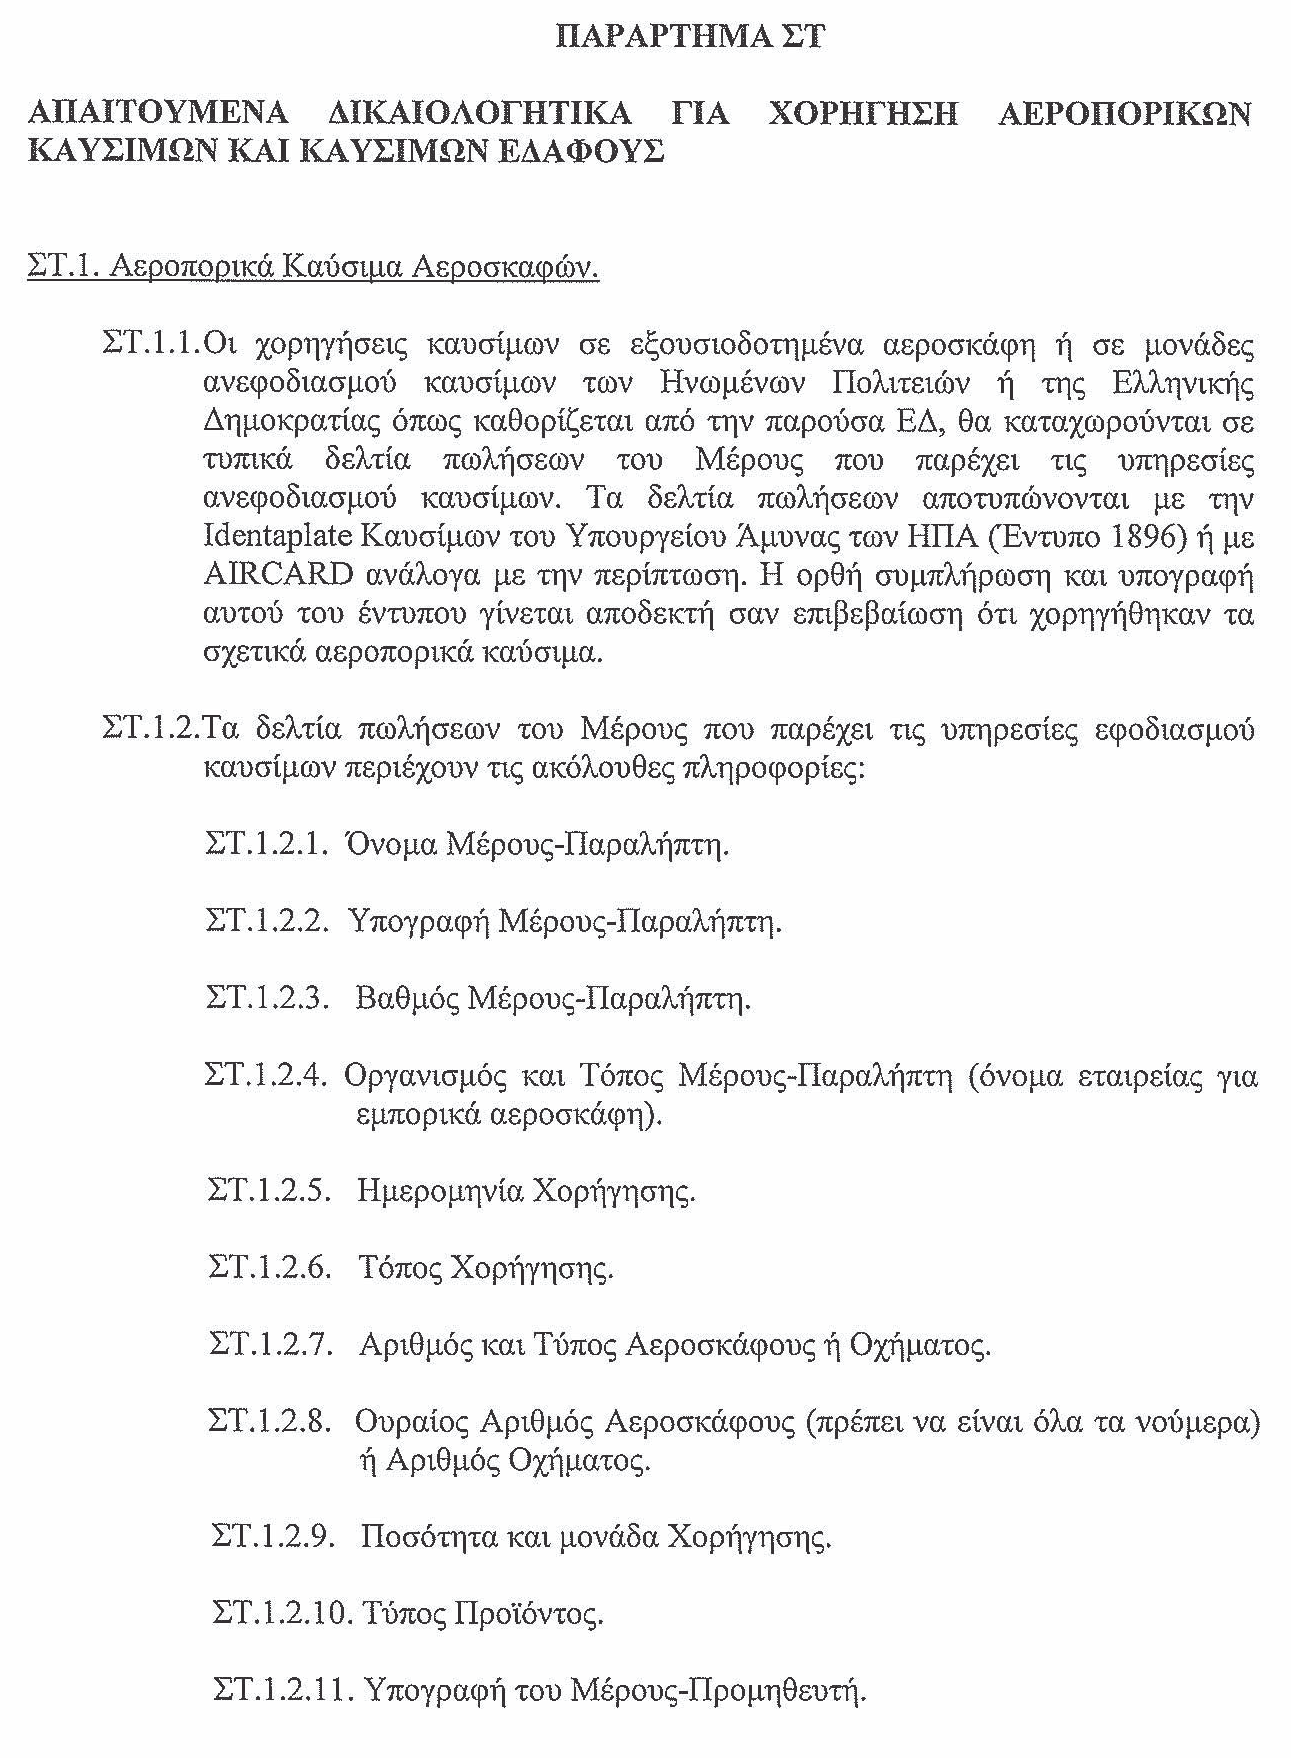 ΠΑΡΑΡΤΗΜΑ ΣΤ
ΑΠΑΙΤΟΥΜΕΝΑ ΔΙΚΑΙΟΛΟΓΗΤΙΚΑ ΓΙΑ ΧΟΡΗΓΗΣΗ ΑΕΡΟΠΟΡΙΚΩΝ
ΚΑΥΣΙΜΩΝ ΚΑΙ ΚΑΥΣΙΜΩΝ ΕΔΑΦΟΥΣ
ΣΤ.1. Αεροπορικά Καύσιμα Αεροσκαφών.
ΣΤ.1.1.Οι χορηγήσεις καυσίμων σε εξουσιοδοτημένα αεροσκάφη ή σε μονάδες
ανεφοδιασμού καυσίμων των Ηνωμένων Πολιτειών ή της Ελληνικής
Δημοκρατίας όπως καθορίζεται από την παρούσα ΕΔ, θα καταχωρούνται σε
τυπικά δελτία πωλήσεων του Μέρους που παρέχει τις υπηρεσίες
ανεφοδιασμού καυσίμων. Τα δελτία πωλήσεων αποτυπώνονται με την
Identaplate Καυσίμων του Υπουργείου Άμυνας των ΗΠΑ (Έντυπο 1896) ή με
AIRCARD ανάλογα με την περίπτωση. Η ορθή συμπλήρωση και υπογραφή
αυτού του έντυπου γίνεται αποδεκτή σαν επιβεβαίωση ότι χορηγήθηκαν τα
σχετικά αεροπορικά καύσιμα.
ΣΤ.1.2.Τα δελτία πωλήσεων του Μέρους που παρέχει τις υπηρεσίες εφοδιασμού
καυσίμων περιέχουν τις ακόλουθες πληροφορίες:
ΣΤ.1.2.1. Όνομα Μέρους-Παραλήπτη.
ΣΤ.1.2.2. Υπογραφή Μέρους-Παραλήπτη.
ΣΤ.1.2.3. Βαθμός Μέρους-Παραλήπτη.
ΣΤ.1.2.4. Οργανισμός και Τόπος Μέρους-Παραλήπτη (όνομα εταιρείας για
εμπορικά αεροσκάφη).
ΣΤ.1.2.5. Ημερομηνία Χορήγησης.
ΣΤ.1.2.6. Τόπος Χορήγησης.
ΣΤ.1.2.7. Αριθμός και Τύπος Αεροσκάφους ή Οχήματος.
ΣΤ.1.2.8. Ουραίος Αριθμός Αεροσκάφους (πρέπει να είναι όλα τα νούμερα)
ή Αριθμός Οχήματος.
ΣΤ.1.2.9. Ποσότητα και μονάδα Χορήγησης.
ΣΤ.1.2.10. Τύπος Προϊόντος.
ΣΤ.1.2.11. Υπογραφή του Μέρους-Προμηθευτή.